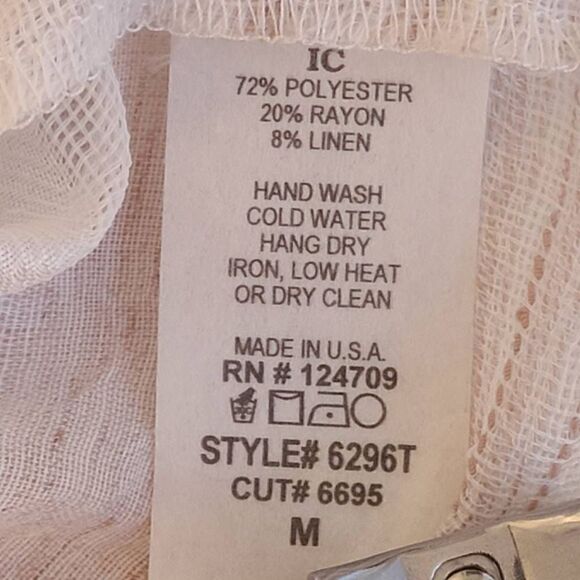 IC
72% POLYESTER
20% RAYON
8% LINEN
HAND WASH
COLD WATER
HANG DRY
IRON, LOW HEAT
OR DRY CLEAN
MADE IN U.S.A.
RN # 124709
STYLE# 6296T
CUT# 6695
M